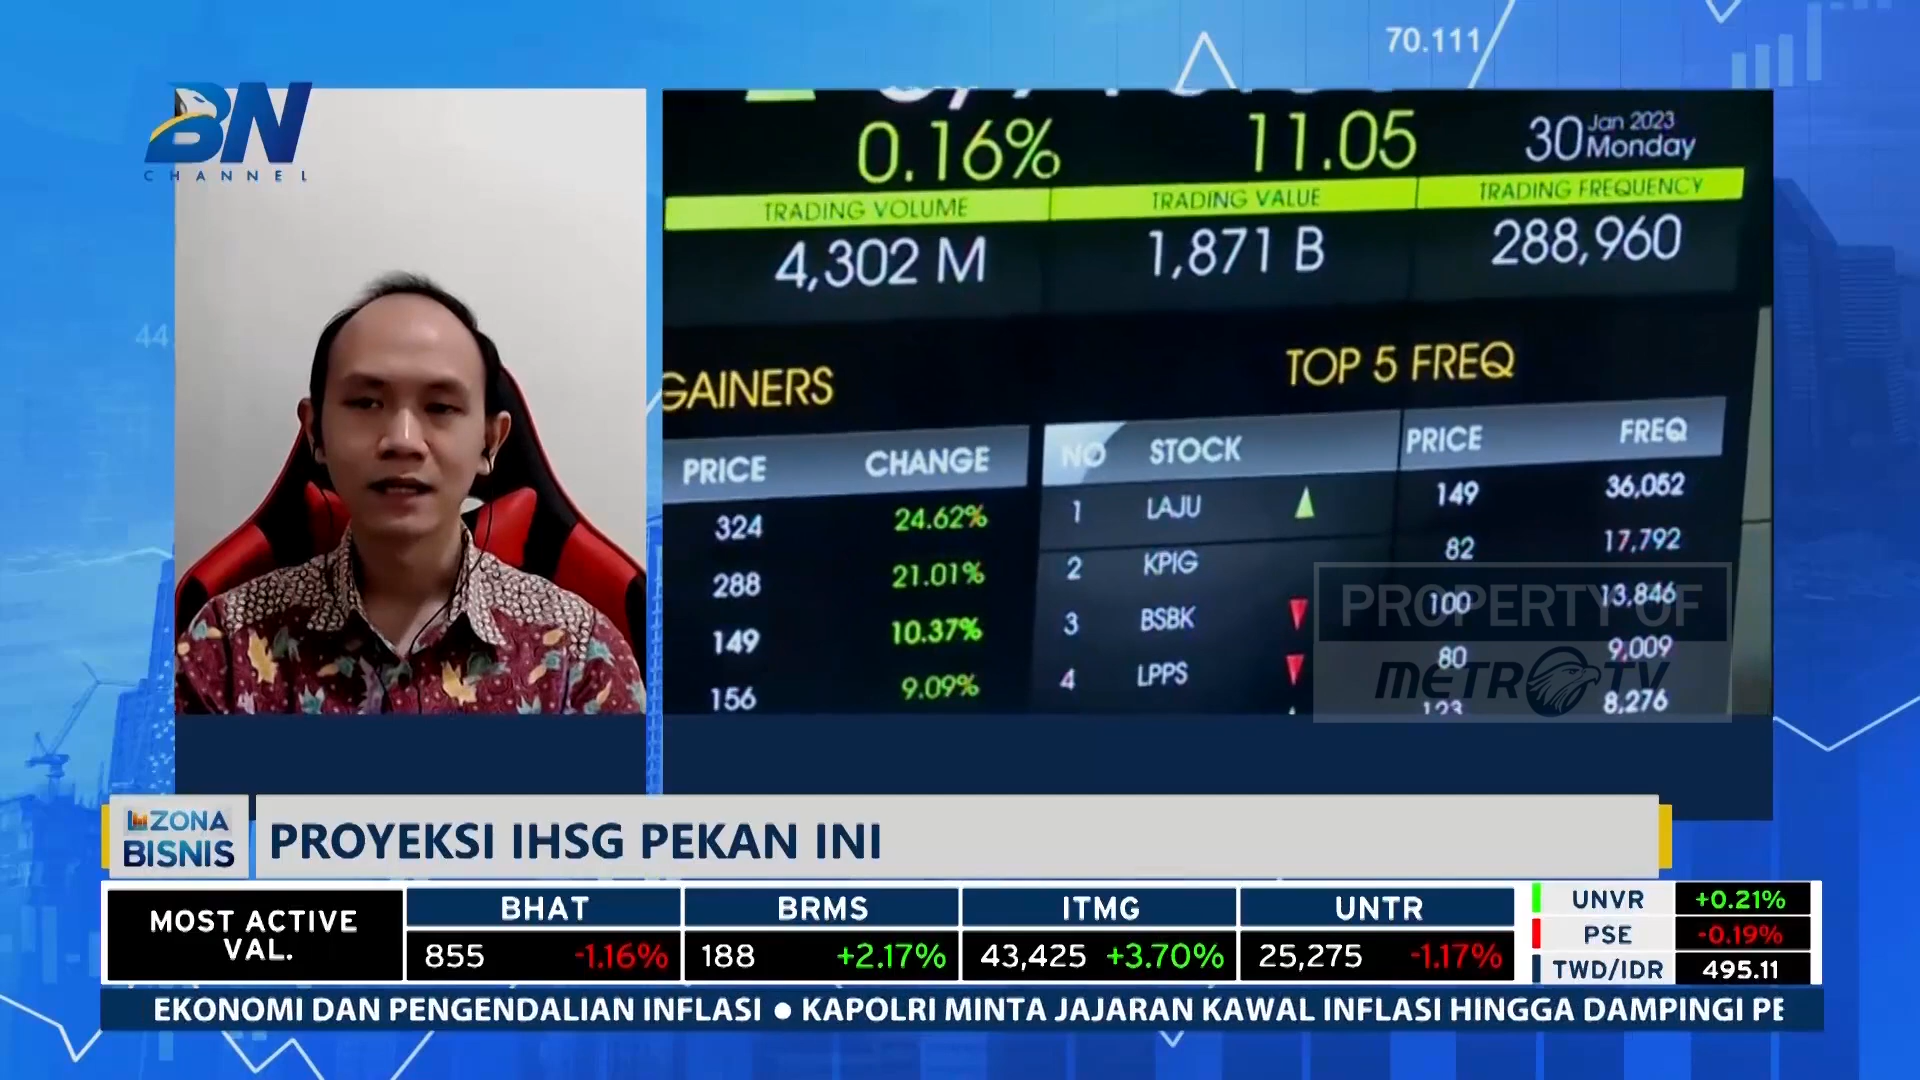 70.111
BN
CHANNEL
44.
0.16%
11.05
30 Jan 2023
Monday
TRADING VOLUME
TRADING VALUE
TRADING FREQUENCY
4,302 M
1,871 B
288,960
GAINERS
PRICE CHANGE
324 24.62%
288 21.01%
149 10.37%
156 9.09%
TOP 5 FREQ
NO STOCK PRICE FREQ
1 LAJU 149 36,052
2 KPIG 82 17,792
3 BSBK 100 13,846
4 LPPS 80 9,009
123 8,276
PROPERTY OF
METRO TV
ZONA
BISNIS
PROYEKSI IHSG PEKAN INI
MOST ACTIVE
VAL.
BHAT
855 -1.16%
BRMS
188 +2.17%
ITMG
43,425 +3.70%
UNTR
25,275 -1.17%
UNVR +0.21%
PSE -0.19%
TWD/IDR 495.11
EKONOMI DAN PENGENDALIAN INFLASI ● KAPOLRI MINTA JAJARAN KAWAL INFLASI HINGGA DAMPINGI PE